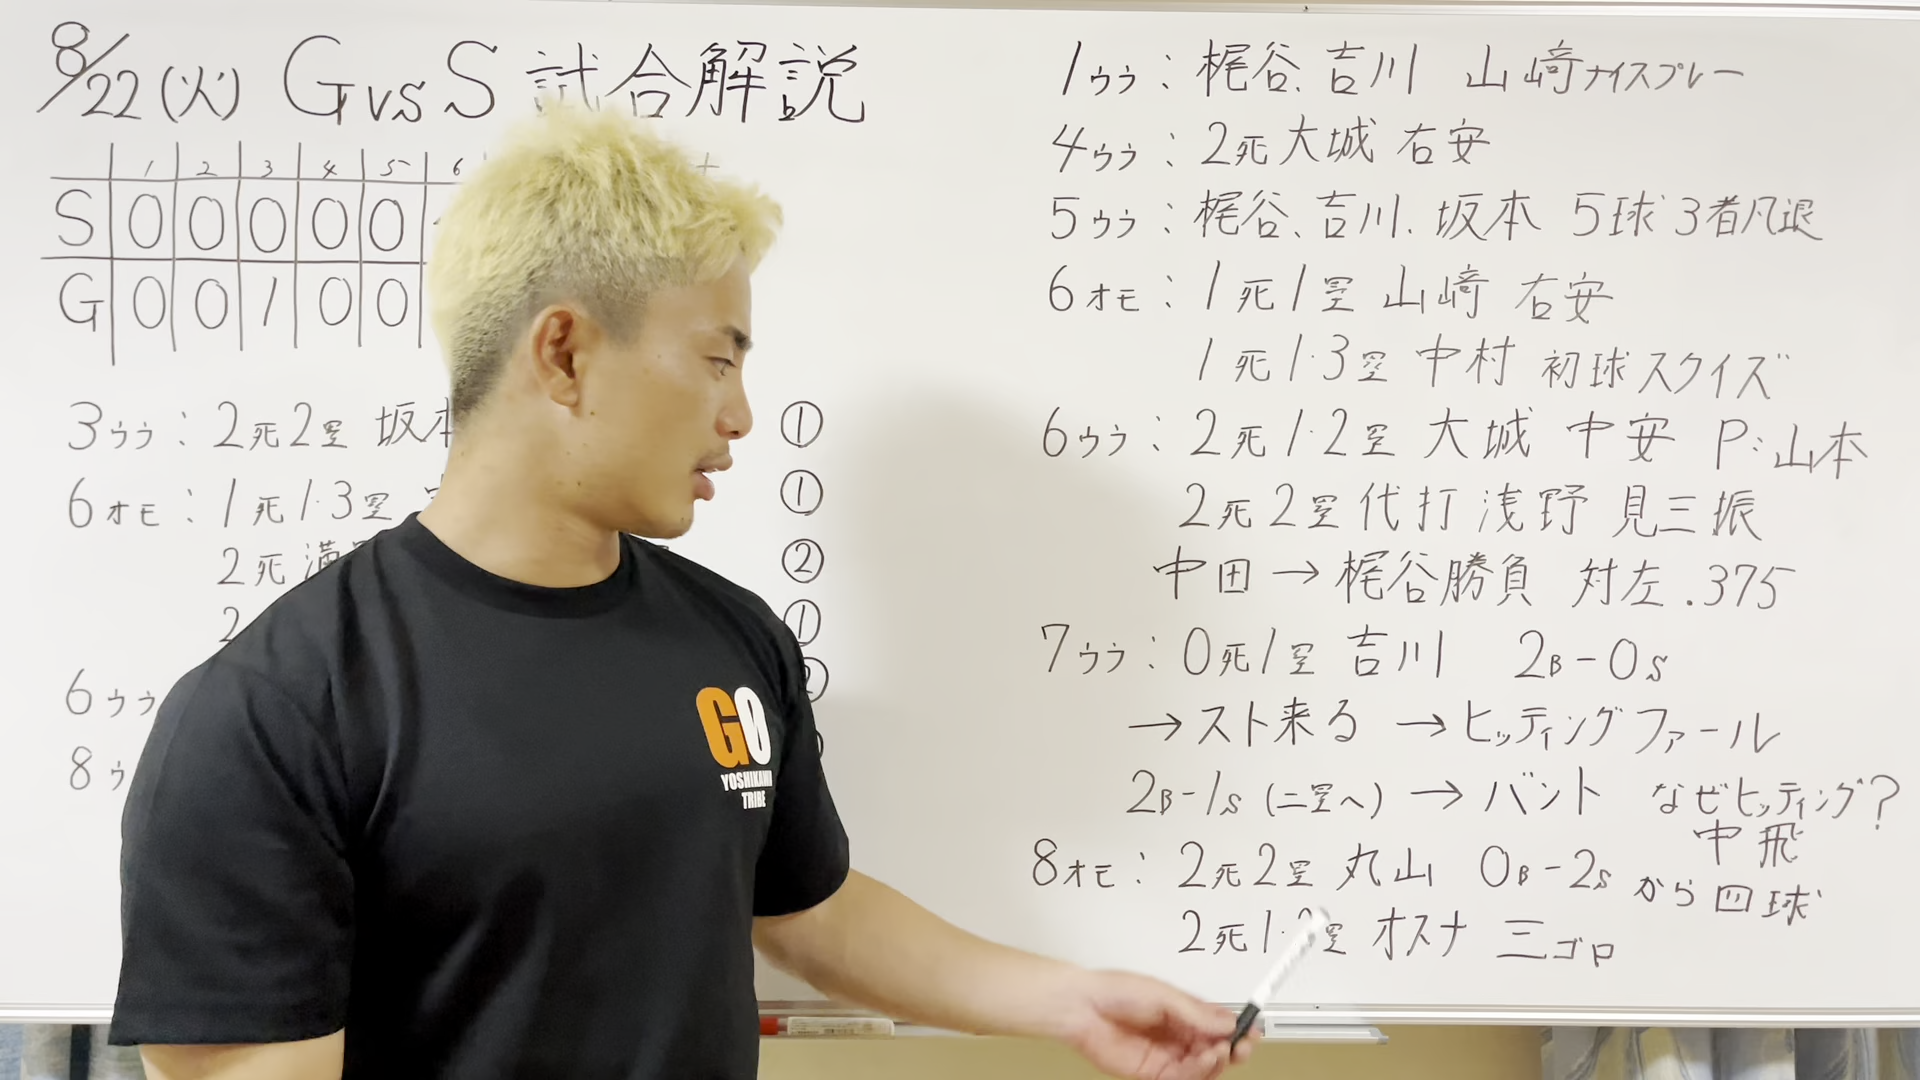 8/22(火) G vs S 試合解説
1 2 3 4 5 6
S 0 0 0 0 0
G 0 0 1 0 0
3ウラ:2死2塁 坂本 ①
6オモ:1死1・3塁 ①
2死満 ②
2 ①
6ウラ ②
8ウ
1ウラ:梶谷、吉川 山﨑ナイスプレー
4ウラ:2死大城 右安
5ウラ:梶谷、吉川、坂本 5球3者凡退
6オモ:1死1塁 山﨑 右安
1死1・3塁 中村 初球スクイズ
6ウラ:2死1・2塁 大城 中安 P:山本
2死2塁代打 浅野 見三振
中田→梶谷勝負 対左.375
7ウラ:0死1塁 吉川 2B-0S
→スト来る →ヒッティングファール
2B-1S(二塁へ)→バント なぜヒッティング?
8オモ:2死2塁 丸山 0B-2Sから四球
中飛
2死1・2塁 オスナ 三ゴロ
GO
YOSHIKAWA
TRIBE